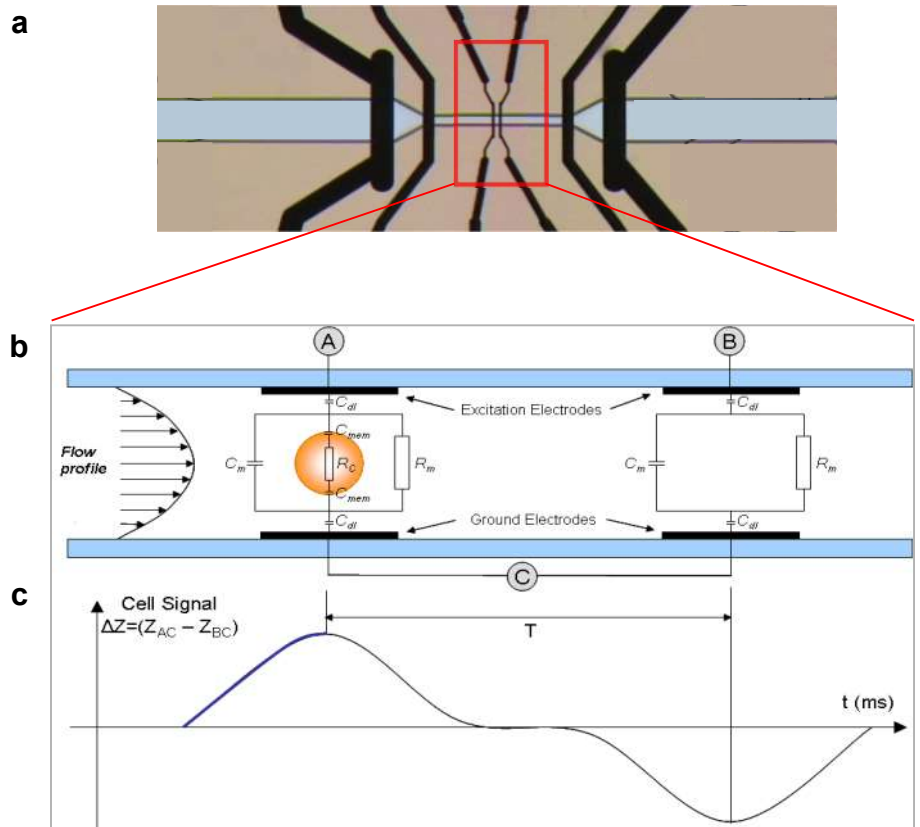 a
b
A
B
C_dl
Excitation Electrodes
C_dl
Flow
profile
C_mem
C_m
R_c
R_m
C_m
R_m
C_mem
C_dl
Ground Electrodes
C_dl
C
c
Cell Signal
ΔZ=(Z_AC – Z_BC)
T
t (ms)